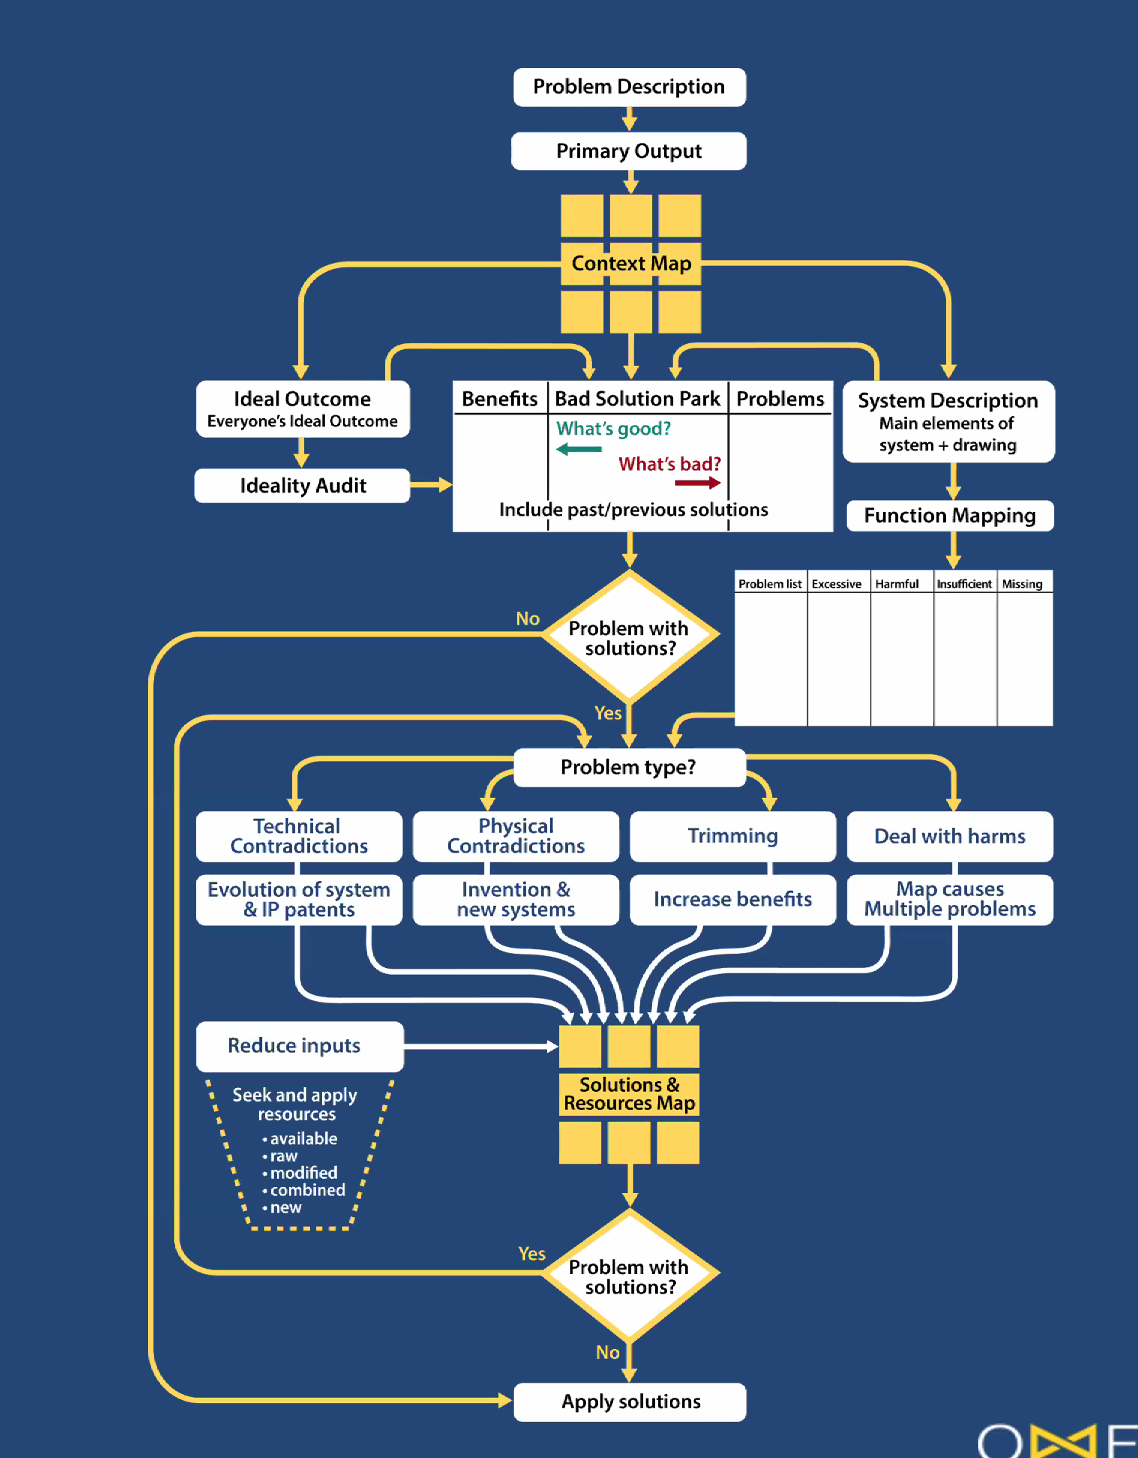 Problem Description
Primary Output
Context Map
Ideal Outcome
Everyone's Ideal Outcome
Ideality Audit
Benefits
Bad Solution Park
Problems
What's good?
What's bad?
Include past/previous solutions
System Description
Main elements of
system + drawing
Function Mapping
Problem list
Excessive
Harmful
Insufficient
Missing
No
Problem with
solutions?
Yes
Problem type?
Technical
Contradictions
Physical
Contradictions
Trimming
Deal with harms
Evolution of system
& IP patents
Invention &
new systems
Increase benefits
Map causes
Multiple problems
Reduce inputs
Seek and apply
resources
• available
• raw
• modified
• combined
• new
Solutions &
Resources Map
Yes
Problem with
solutions?
No
Apply solutions